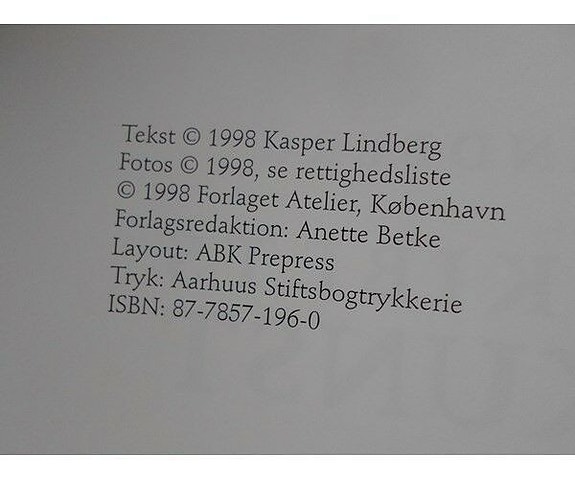 Tekst © 1998 Kasper Lindberg
Fotos © 1998, se rettighedsliste
© 1998 Forlaget Atelier, København
Forlagsredaktion: Anette Betke
Layout: ABK Prepress
Tryk: Aarhuus Stiftsbogtrykkerie
ISBN: 87-7857-196-0